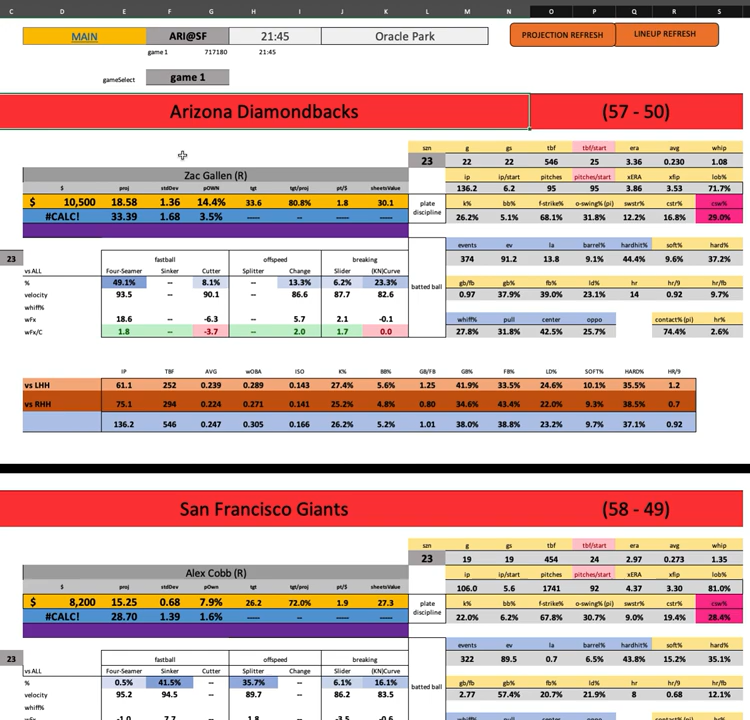 C D E F G H I J K L M N O P Q R S
MAIN ARI@SF 21:45 Oracle Park PROJECTION REFRESH LINEUP REFRESH
game 1 717180 21:45
gameSelect game 1
Arizona Diamondbacks (57 - 50)
szn g gs tbf tbf/start era avg whip
23 22 22 546 25 3.36 0.230 1.08
Zac Gallen (R) ip ip/start pitches pitches/start xERA xfip lob%
$ proj stdDev pOWN tgt tgt/proj pt/$ sheetsValue 136.2 6.2 95 95 3.86 3.53 71.7%
$ 10,500 18.58 1.36 14.4% 33.6 80.8% 1.8 30.1 plate discipline k% bb% f-strike% o-swing% (pi) swstr% cstr% csw%
#CALC! 33.39 1.68 3.5% ---- -- ---- ---- 26.2% 5.1% 68.1% 31.8% 12.2% 16.8% 29.0%
23 fastball offspeed breaking events ev la barrel% hardhit% soft% hard%
374 91.2 13.8 9.1% 44.4% 9.6% 37.2%
vs ALL Four-Seamer Sinker Cutter Splitter Change Slider (KN)Curve
% 49.1% -- 8.1% -- 13.3% 6.2% 23.3% batted ball gb/fb gb% fb% ld% hr hr/9 hr/fb
velocity 93.5 -- 90.1 -- 86.6 87.7 82.6 0.97 37.9% 39.0% 23.1% 14 0.92 9.7%
whiff%
wFx 18.6 -- -6.3 5.7 2.1 -0.1 whiff% pull center oppo contact% (pi) hr%
wFx/C 1.8 -- -3.7 -- 2.0 1.7 0.0 27.8% 31.8% 42.5% 25.7% 74.4% 2.6%
IP TBF AVG wOBA ISO K% BB% GB/FB GB% FB% LD% SOFT% HARD% HR/9
vs LHH 61.1 252 0.239 0.289 0.143 27.4% 5.6% 1.25 41.9% 33.5% 24.6% 10.1% 35.5% 1.2
vs RHH 75.1 294 0.224 0.271 0.141 25.2% 4.8% 0.80 34.6% 43.4% 22.0% 9.3% 38.5% 0.7
136.2 546 0.247 0.305 0.166 26.2% 5.2% 1.01 38.0% 38.8% 23.2% 9.7% 37.1% 0.92
San Francisco Giants (58 - 49)
szn g gs tbf tbf/start era avg whip
23 19 19 454 24 2.97 0.273 1.35
Alex Cobb (R) ip ip/start pitches pitches/start xERA xfip lob%
$ proj stdDev pOwn tgt tgt/proj pt/$ sheetsValue 106.0 5.6 1741 92 4.37 3.30 81.0%
$ 8,200 15.25 0.68 7.9% 26.2 72.0% 1.9 27.3 plate discipline k% bb% f-strike% o-swing% (pi) swstr% cstr% csw%
#CALC! 28.70 1.39 1.6% ---- -- ---- ---- 22.0% 6.2% 67.8% 30.7% 9.0% 19.4% 28.4%
23 fastball offspeed breaking events ev la barrel% hardhit% soft% hard%
322 89.5 0.7 6.5% 43.8% 15.2% 35.1%
vs ALL Four-Seamer Sinker Cutter Splitter Change Slider (KN)Curve
% 0.5% 41.5% -- 35.7% -- 6.1% 16.1% batted ball gb/fb gb% fb% ld% hr hr/9 hr/fb
velocity 95.2 94.5 -- 89.7 -- 86.2 83.5 2.77 57.4% 20.7% 21.9% 8 0.68 12.1%
whiff%